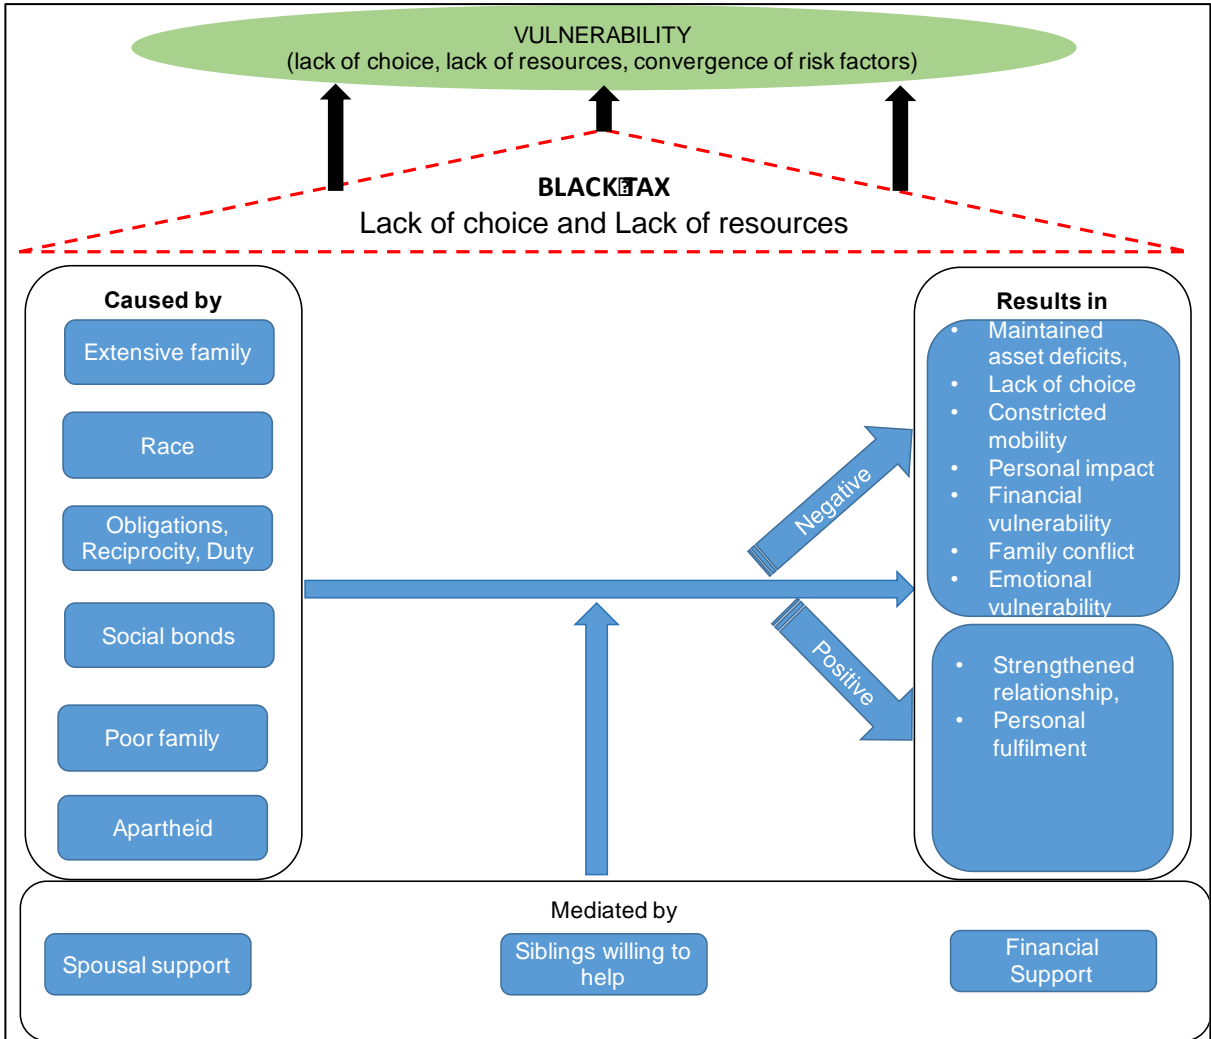 VULNERABILITY
(lack of choice, lack of resources, convergence of risk factors)
BLACK TAX
Lack of choice and Lack of resources
Caused by
Extensive family
Race
Obligations,
Reciprocity, Duty
Social bonds
Poor family
Apartheid
Negative
Positive
Results in
• Maintained
asset deficits,
• Lack of choice
• Constricted
mobility
• Personal impact
• Financial
vulnerability
• Family conflict
• Emotional
vulnerability
• Strengthened
relationship,
• Personal
fulfilment
Mediated by
Spousal support
Siblings willing to
help
Financial
Support